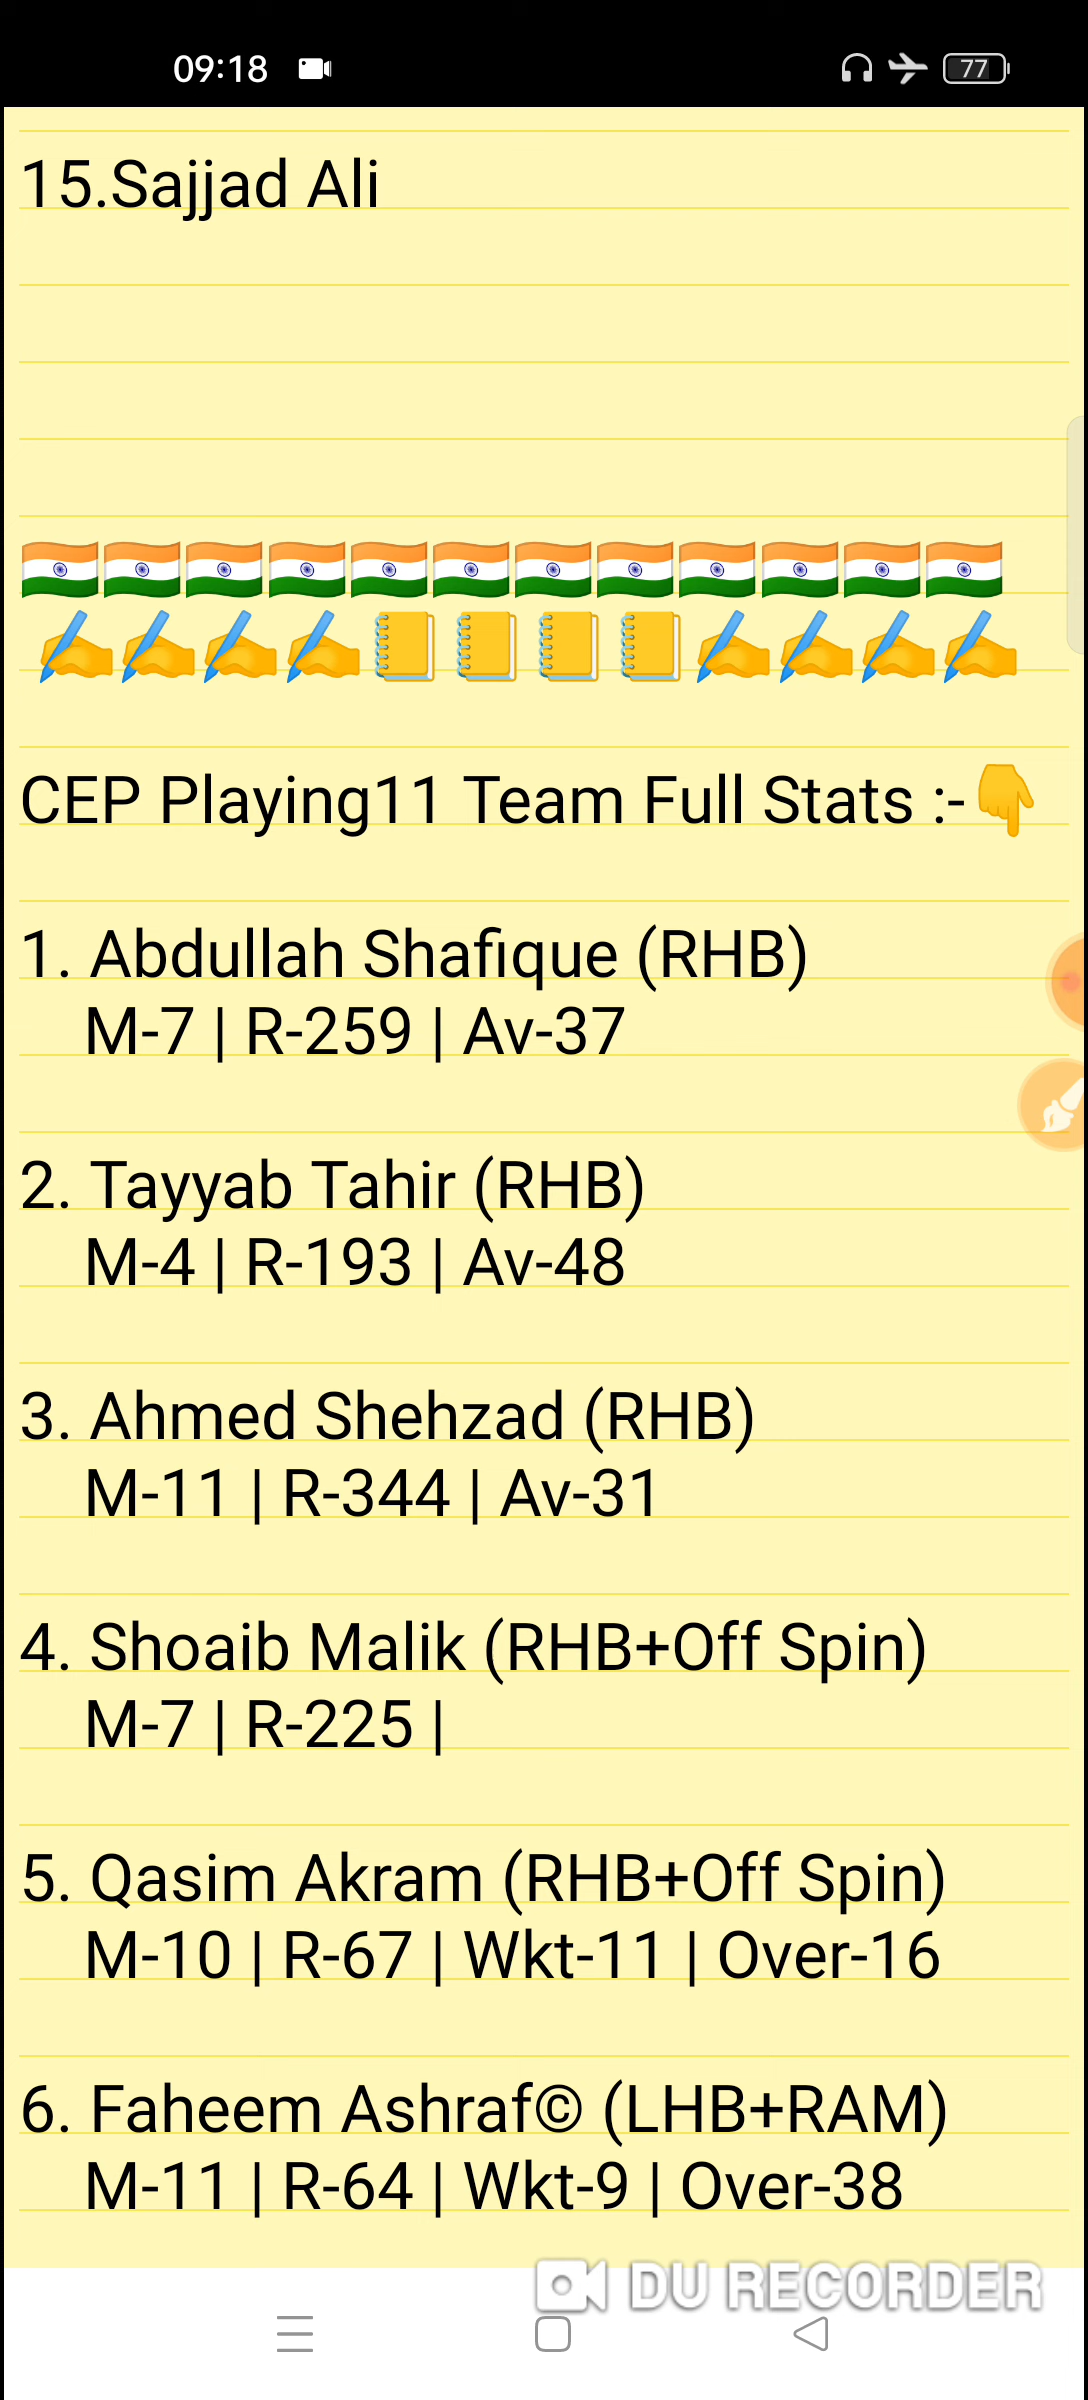 09:18
77
15.Sajjad Ali
🇮🇳🇮🇳🇮🇳🇮🇳🇮🇳🇮🇳🇮🇳🇮🇳🇮🇳🇮🇳🇮🇳🇮🇳
✍✍✍✍📒📒📒📒✍✍✍✍
CEP Playing11 Team Full Stats :-👇
1. Abdullah Shafique (RHB)
M-7 | R-259 | Av-37
2. Tayyab Tahir (RHB)
M-4 | R-193 | Av-48
3. Ahmed Shehzad (RHB)
M-11 | R-344 | Av-31
4. Shoaib Malik (RHB+Off Spin)
M-7 | R-225 |
5. Qasim Akram (RHB+Off Spin)
M-10 | R-67 | Wkt-11 | Over-16
6. Faheem Ashraf© (LHB+RAM)
M-11 | R-64 | Wkt-9 | Over-38
DU RECORDER